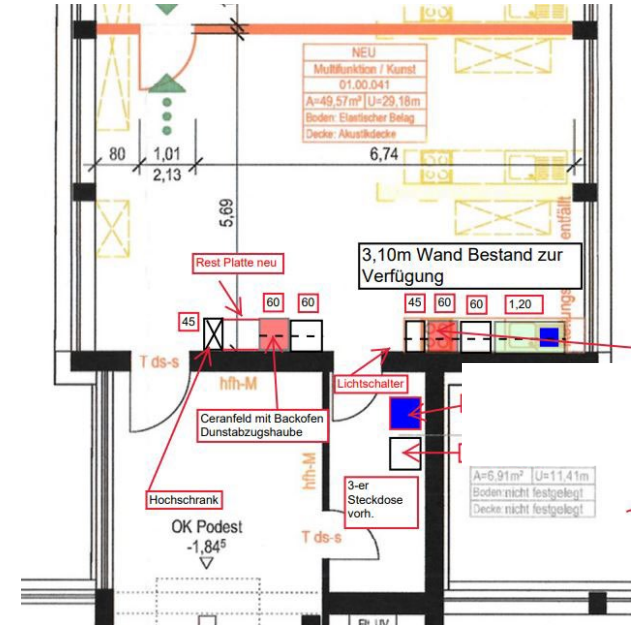 NEU
Multifunktion / Kunst
01.00.041
A=49,57m² U=29,18m
Boden: Elastischer Belag
Decke: Akustikdecke
80
1,01
2,13
6,74
5,69
entfällt
3,10m Wand Bestand zur
Verfügung
Rest Platte neu
45
60
60
45
60
60
1,20
T ds-s
hfh-M
Lichtschalter
Ceranfeld mit Backofen
Dunstabzugshaube
hfh-M
Hochschrank
3-er
Steckdose
vorh.
A=6,91m² U=11,41m
Boden: nicht festgelegt
Decke: nicht festgelegt
OK Podest
-1,84⁵
T ds-s